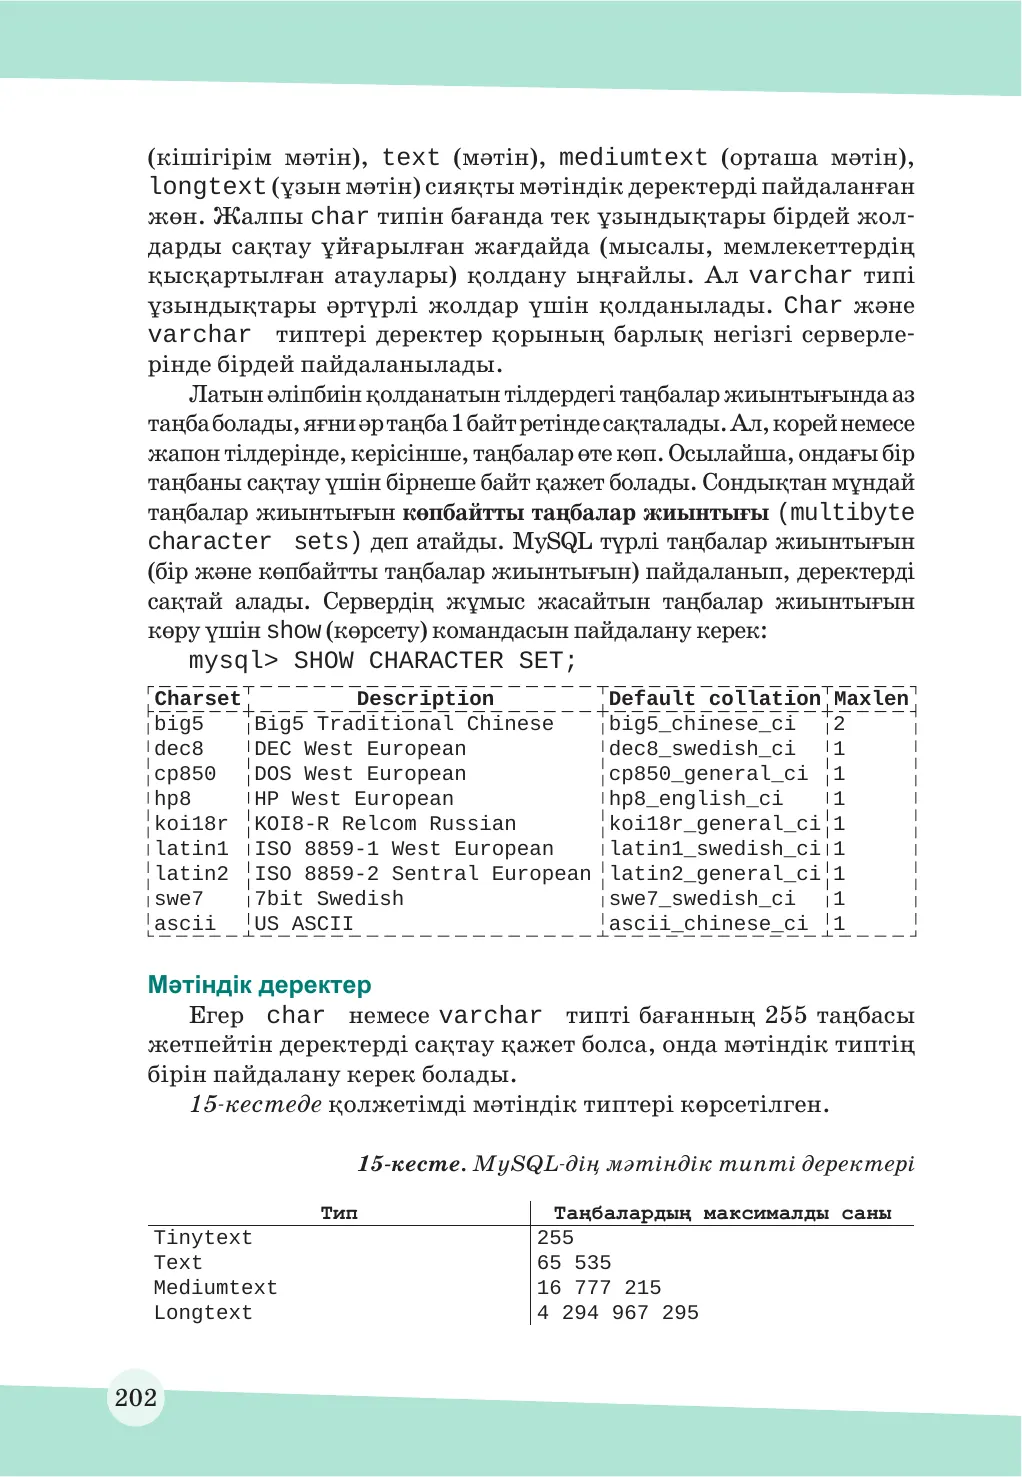 (кішігірім мәтін), text (мәтін), mediumtext (орташа мәтін),
longtext (ұзын мәтін) сияқты мәтіндік деректерді пайдаланған
жөн. Жалпы char типін бағанда тек ұзындықтары бірдей жол-
дарды сақтау ұйғарылған жағдайда (мысалы, мемлекеттердің
қысқартылған атаулары) қолдану ыңғайлы. Ал varchar типі
ұзындықтары әртүрлі жолдар үшін қолданылады. Char және
varchar типтері деректер қорының барлық негізгі серверле-
рінде бірдей пайдаланылады.
Латын әліпбиін қолданатын тілдердегі таңбалар жиынтығында аз
таңба болады, яғни әр таңба 1 байт ретінде сақталады. Ал, корей немесе
жапон тілдерінде, керісінше, таңбалар өте көп. Осылайша, ондағы бір
таңбаны сақтау үшін бірнеше байт қажет болады. Сондықтан мұндай
таңбалар жиынтығын көпбайтты таңбалар жиынтығы (multibyte
character sets) деп атайды. MySQL түрлі таңбалар жиынтығын
(бір және көпбайтты таңбалар жиынтығын) пайдаланып, деректерді
сақтай алады. Сервердің жұмыс жасайтын таңбалар жиынтығын
көру үшін show (көрсету) командасын пайдалану керек:
mysql> SHOW CHARACTER SET;
Charset Description Default collation Maxlen
big5 Big5 Traditional Chinese big5_chinese_ci 2
dec8 DEC West European dec8_swedish_ci 1
cp850 DOS West European cp850_general_ci 1
hp8 HP West European hp8_english_ci 1
koi18r KOI8-R Relcom Russian koi18r_general_ci 1
latin1 ISO 8859-1 West European latin1_swedish_ci 1
latin2 ISO 8859-2 Sentral European latin2_general_ci 1
swe7 7bit Swedish swe7_swedish_ci 1
ascii US ASCII ascii_chinese_ci 1
Мәтіндік деректер
Егер char немесе varchar типті бағанның 255 таңбасы
жетпейтін деректерді сақтау қажет болса, онда мәтіндік типтің
бірін пайдалану керек болады.
15-кестеде қолжетімді мәтіндік типтері көрсетілген.
15-кесте. MySQL-дің мәтіндік типті деректері
Тип Таңбалардың максималды саны
Tinytext 255
Text 65 535
Mediumtext 16 777 215
Longtext 4 294 967 295
202